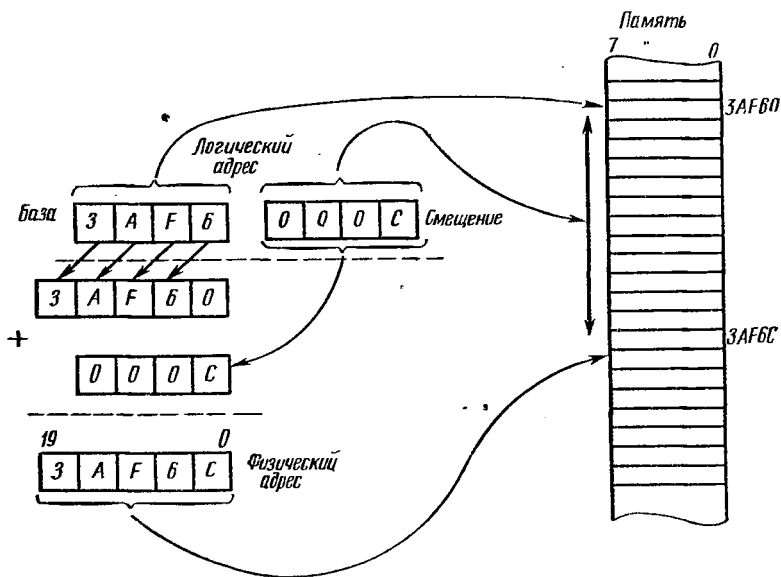 Память
7 0
3AF60
Логический
адрес
База 3 A F 6 0 0 0 C Смещение
3 A F 6 0
+
3AF6C
0 0 0 C
19 0
3 A F 6 C Физический
адрес